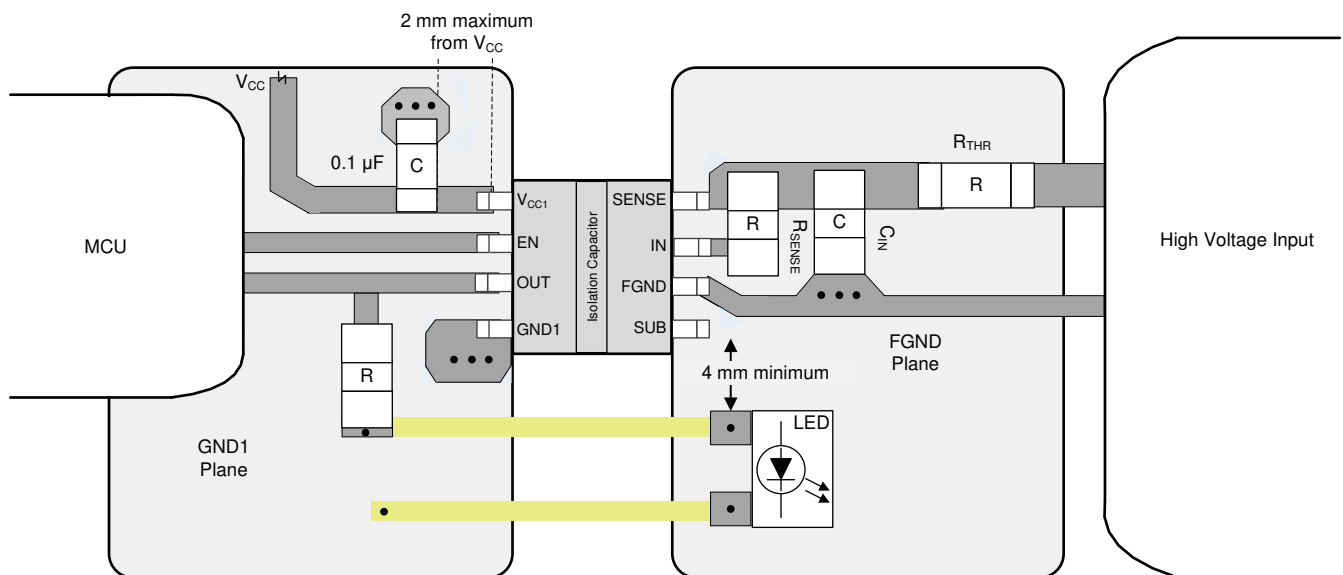 2 mm maximum
from VCC
VCC
0.1 µF
C
MCU
VCC1
EN
OUT
GND1
Isolation Capacitor
SENSE
IN
FGND
SUB
RTHR
R
R
RSENSE
C
CIN
High Voltage Input
R
GND1
Plane
FGND
Plane
4 mm minimum
LED